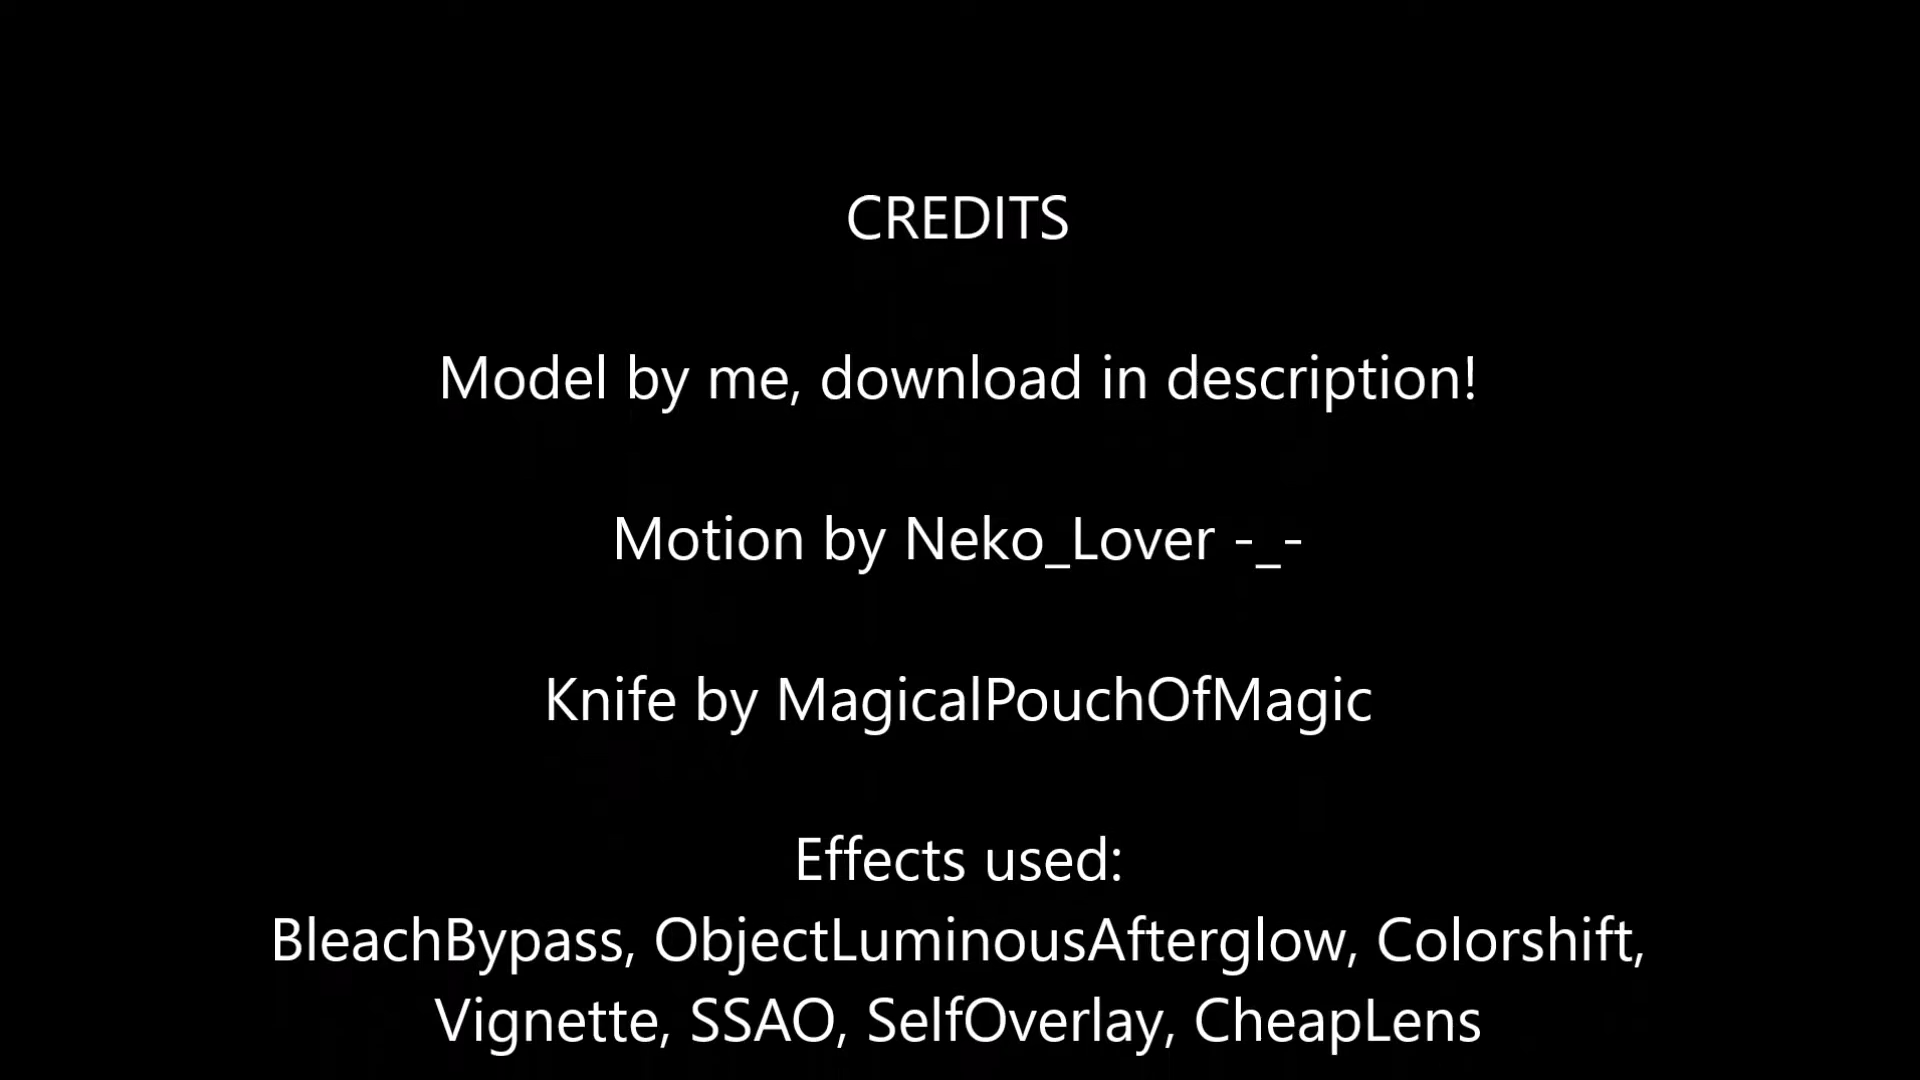 CREDITS
Model by me, download in description!
Motion by Neko_Lover -_-
Knife by MagicalPouchOfMagic
Effects used:
BleachBypass, ObjectLuminousAfterglow, Colorshift,
Vignette, SSAO, SelfOverlay, CheapLens